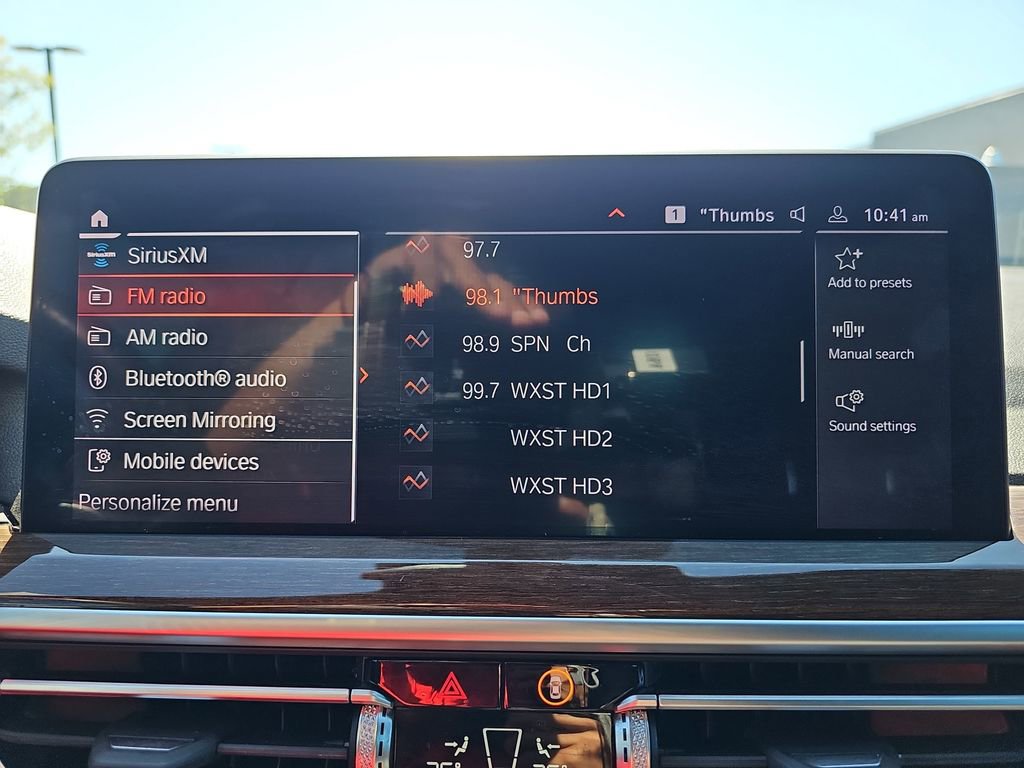 1 "Thumbs 10:41 am
SiriusXM SiriusXM
FM radio
AM radio
Bluetooth® audio
Screen Mirroring
Mobile devices
Personalize menu
97.7
98.1 "Thumbs
98.9 SPN Ch
99.7 WXST HD1
WXST HD2
WXST HD3
Add to presets
Manual search
Sound settings